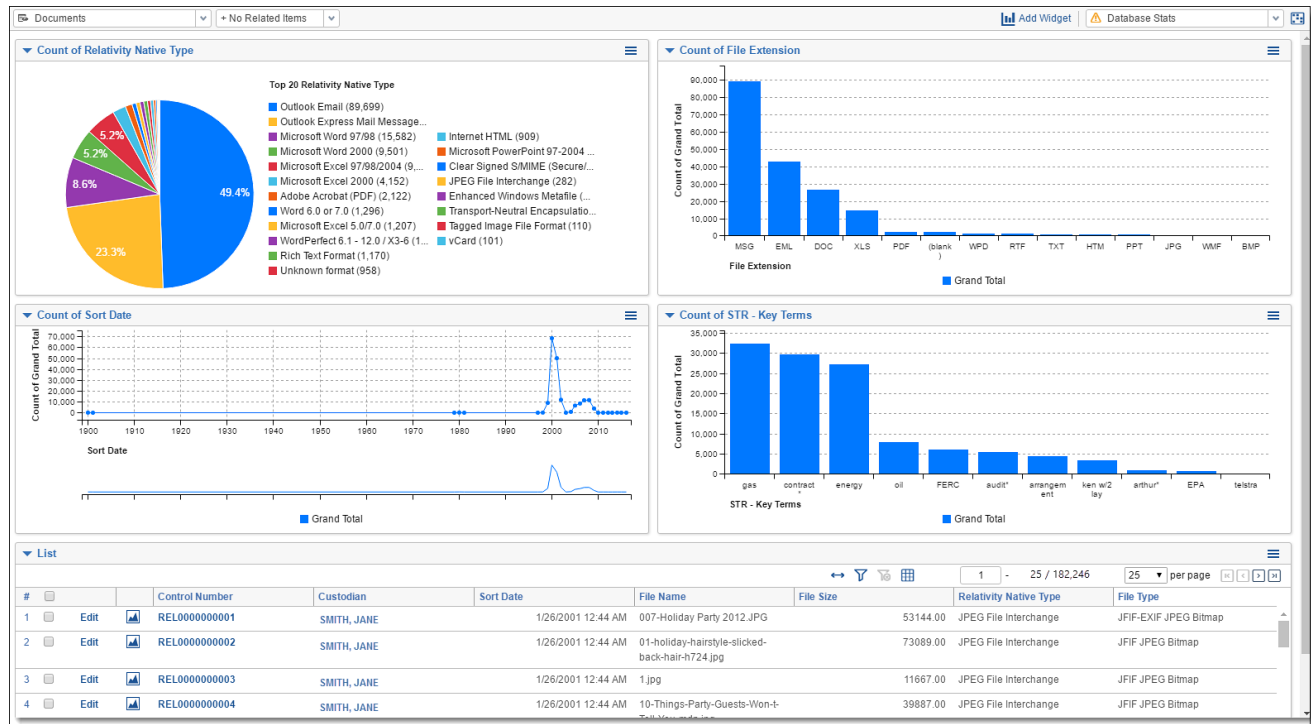 Documents
+ No Related Items
Add Widget
Database Stats
Count of Relativity Native Type
Top 20 Relativity Native Type
Outlook Email (89,699)
Outlook Express Mail Message...
Microsoft Word 97/98 (15,582)
Microsoft Word 2000 (9,501)
Microsoft Excel 97/98/2004 (9,...
Microsoft Excel 2000 (4,152)
Adobe Acrobat (PDF) (2,122)
Word 6.0 or 7.0 (1,296)
Microsoft Excel 5.0/7.0 (1,207)
WordPerfect 6.1 - 12.0 / X3-6 (1...
Rich Text Format (1,170)
Unknown format (958)
Internet HTML (909)
Microsoft PowerPoint 97-2004 ...
Clear Signed S/MIME (Secure/...
JPEG File Interchange (282)
Enhanced Windows Metafile (...
Transport-Neutral Encapsulatio...
Tagged Image File Format (110)
vCard (101)
49.4%
23.3%
8.6%
5.2%
5.2%
Count of File Extension
Count of Grand Total
90,000
80,000
70,000
60,000
50,000
40,000
30,000
20,000
10,000
0
MSG EML DOC XLS PDF (blank) WPD RTF TXT HTM PPT JPG WMF BMP
File Extension
Grand Total
Count of Sort Date
Count of Grand Total
70,000
60,000
50,000
40,000
30,000
20,000
10,000
0
1900 1910 1920 1930 1940 1950 1960 1970 1980 1990 2000 2010
Sort Date
Grand Total
Count of STR - Key Terms
Count of Grand Total
35,000
30,000
25,000
20,000
15,000
10,000
5,000
0
gas contract* energy oil FERC audit* arrangement ken w/2 lay arthur* EPA telstra
STR - Key Terms
Grand Total
List
1 - 25 / 182,246 25 per page
# Control Number Custodian Sort Date File Name File Size Relativity Native Type File Type
1 Edit REL0000000001 SMITH, JANE 1/26/2001 12:44 AM 007-Holiday Party 2012.JPG 53144.00 JPEG File Interchange JFIF-EXIF JPEG Bitmap
2 Edit REL0000000002 SMITH, JANE 1/26/2001 12:44 AM 01-holiday-hairstyle-slicked- 73089.00 JPEG File Interchange JFIF JPEG Bitmap
back-hair-h724.jpg
3 Edit REL0000000003 SMITH, JANE 1/26/2001 12:44 AM 1.jpg 11667.00 JPEG File Interchange JFIF JPEG Bitmap
4 Edit REL0000000004 SMITH, JANE 1/26/2001 12:44 AM 10-Things-Party-Guests-Won-t- 39887.00 JPEG File Interchange JFIF JPEG Bitmap